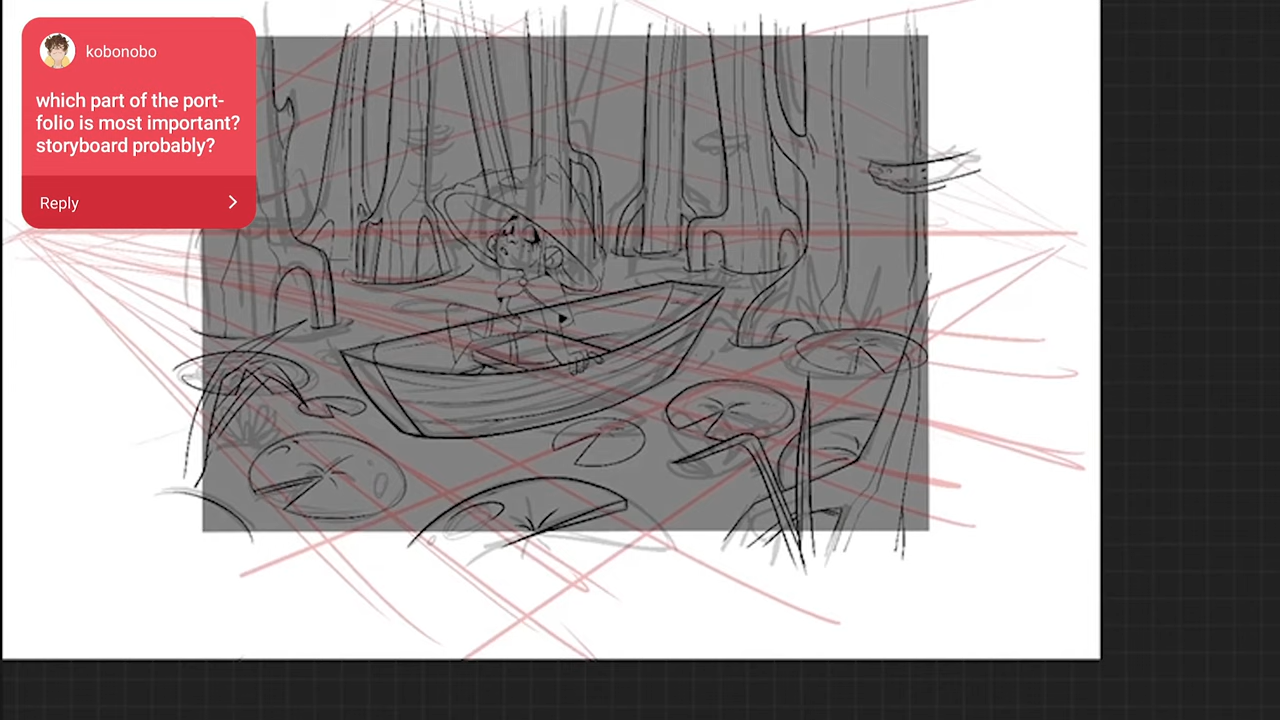 kobonobo
which part of the port-
folio is most important?
storyboard probably?
Reply